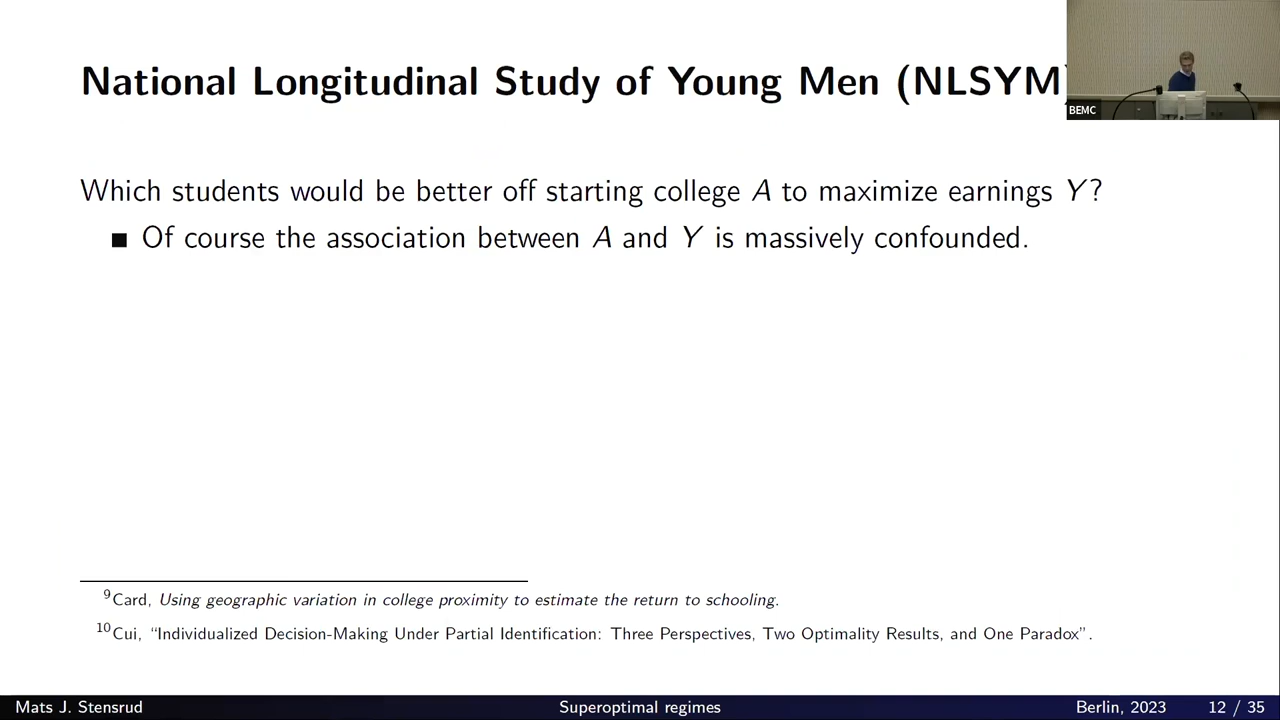 National Longitudinal Study of Young Men (NLSYM)
BEMC
Which students would be better off starting college A to maximize earnings Y?
■ Of course the association between A and Y is massively confounded.
9Card, Using geographic variation in college proximity to estimate the return to schooling.
10Cui, “Individualized Decision-Making Under Partial Identification: Three Perspectives, Two Optimality Results, and One Paradox”.
Mats J. Stensrud Superoptimal regimes Berlin, 2023 12 / 35